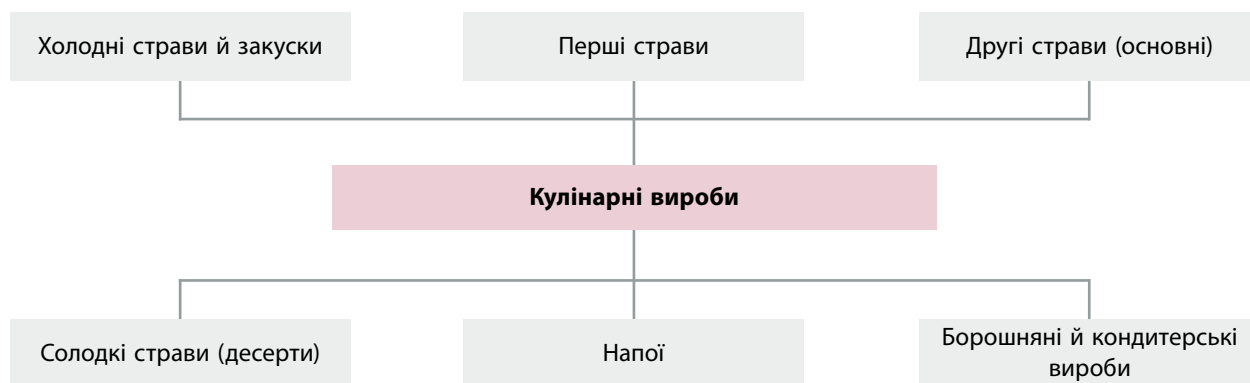 Холодні страви й закуски
Перші страви
Другі страви (основні)
Кулінарні вироби
Солодкі страви (десерти)
Напої
Борошняні й кондитерські
вироби